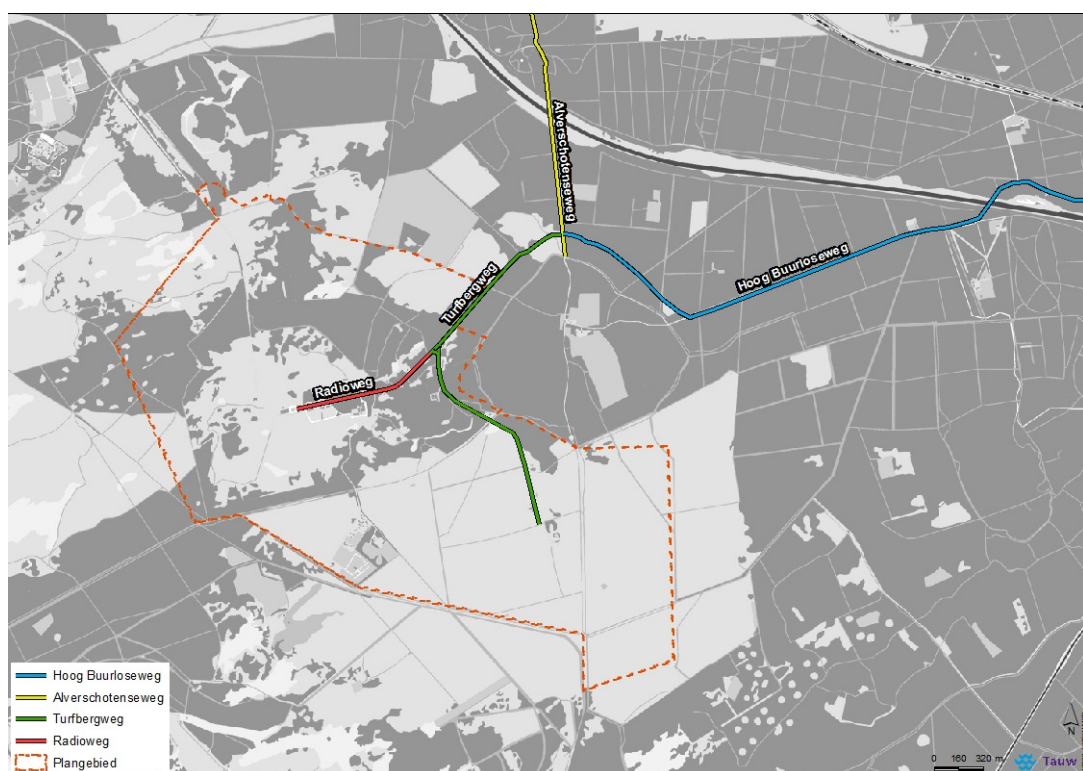 Alverschotenseweg
Hoog Buurloseweg
Turfbergweg
Radioweg
Hoog Buurloseweg
Alverschotenseweg
Turfbergweg
Radioweg
Plangebied
0 160 320 m
N
Tauw